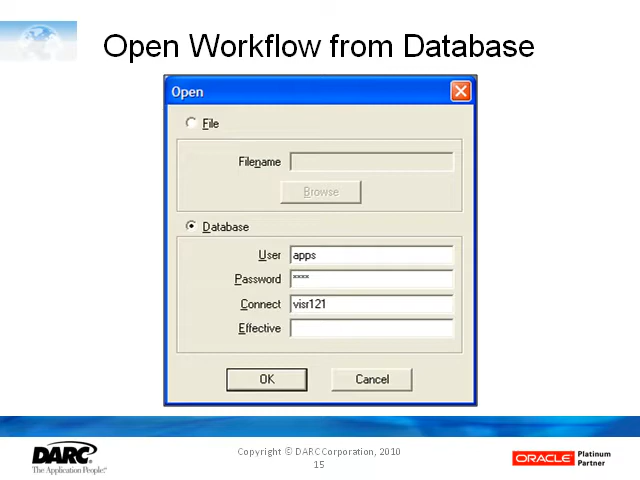 Open Workflow from Database
Open
File
Filename
Browse
Database
User apps
Password ****
Connect visr121
Effective
OK Cancel
DARC
The Application People.
Copyright © DARC Corporation, 2010
15
ORACLE Platinum
Partner